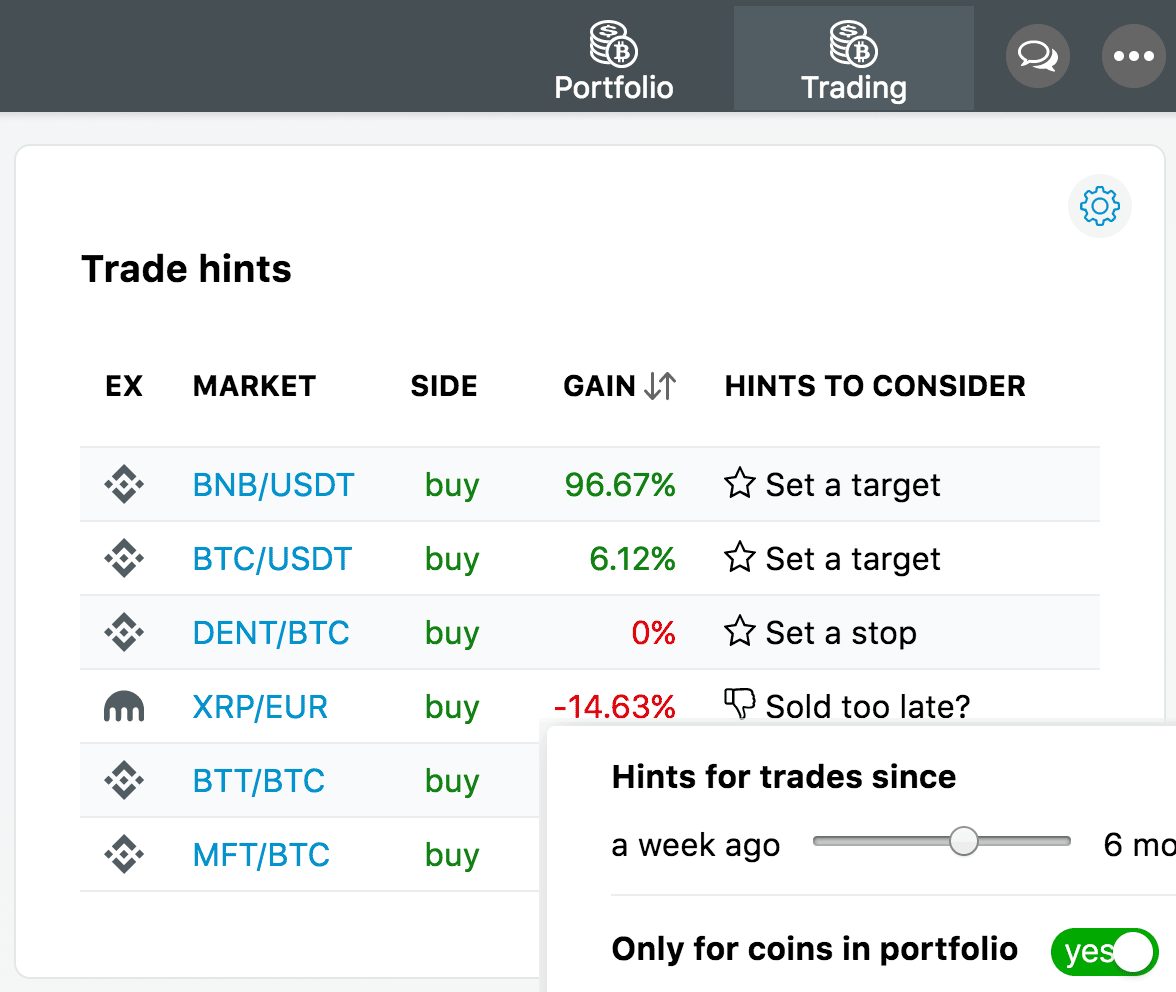 Portfolio Trading
Trade hints
EX MARKET SIDE GAIN HINTS TO CONSIDER
BNB/USDT buy 96.67% Set a target
BTC/USDT buy 6.12% Set a target
DENT/BTC buy 0% Set a stop
XRP/EUR buy -14.63% Sold too late?
BTT/BTC buy
MFT/BTC buy
Hints for trades since
a week ago 6 mo
Only for coins in portfolio yes